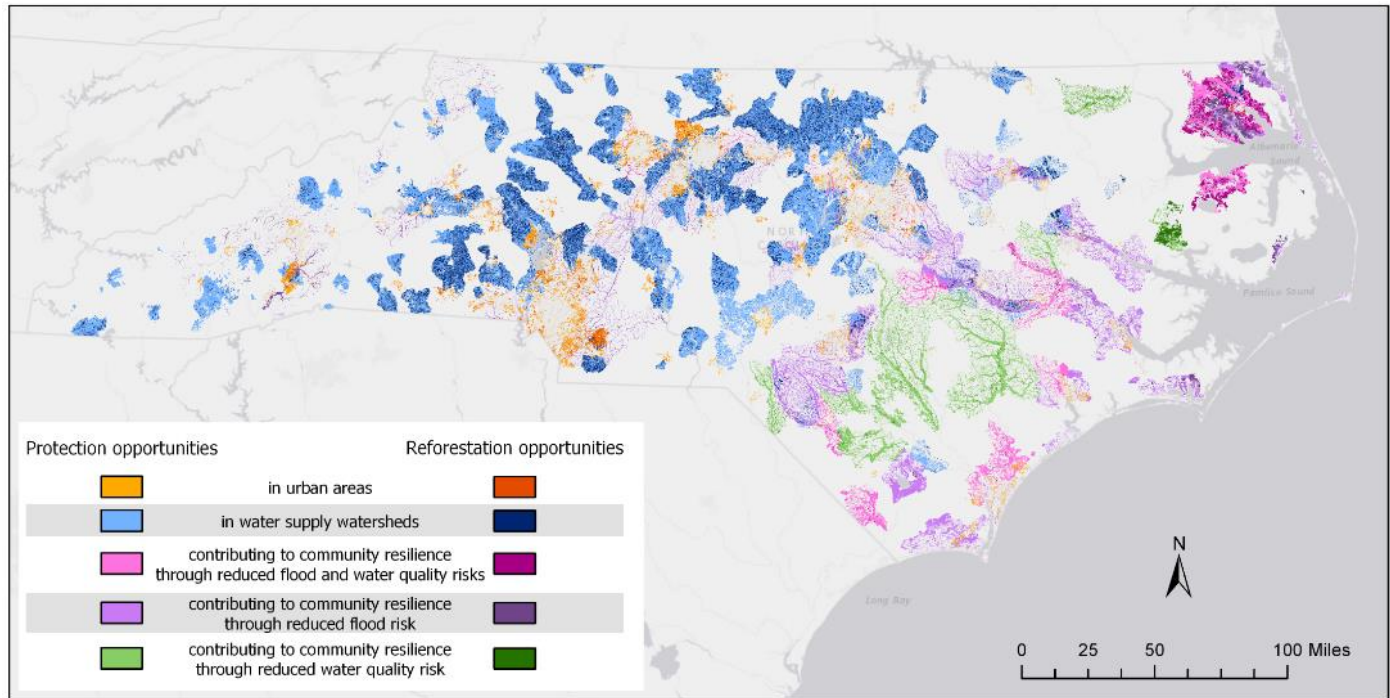 Albemarle
Sound
NOR
Pamlico Sound
Protection opportunities Reforestation opportunities
in urban areas
in water supply watersheds
contributing to community resilience
through reduced flood and water quality risks
contributing to community resilience
through reduced flood risk
contributing to community resilience
through reduced water quality risk
Long Bay
N
0 25 50 100 Miles